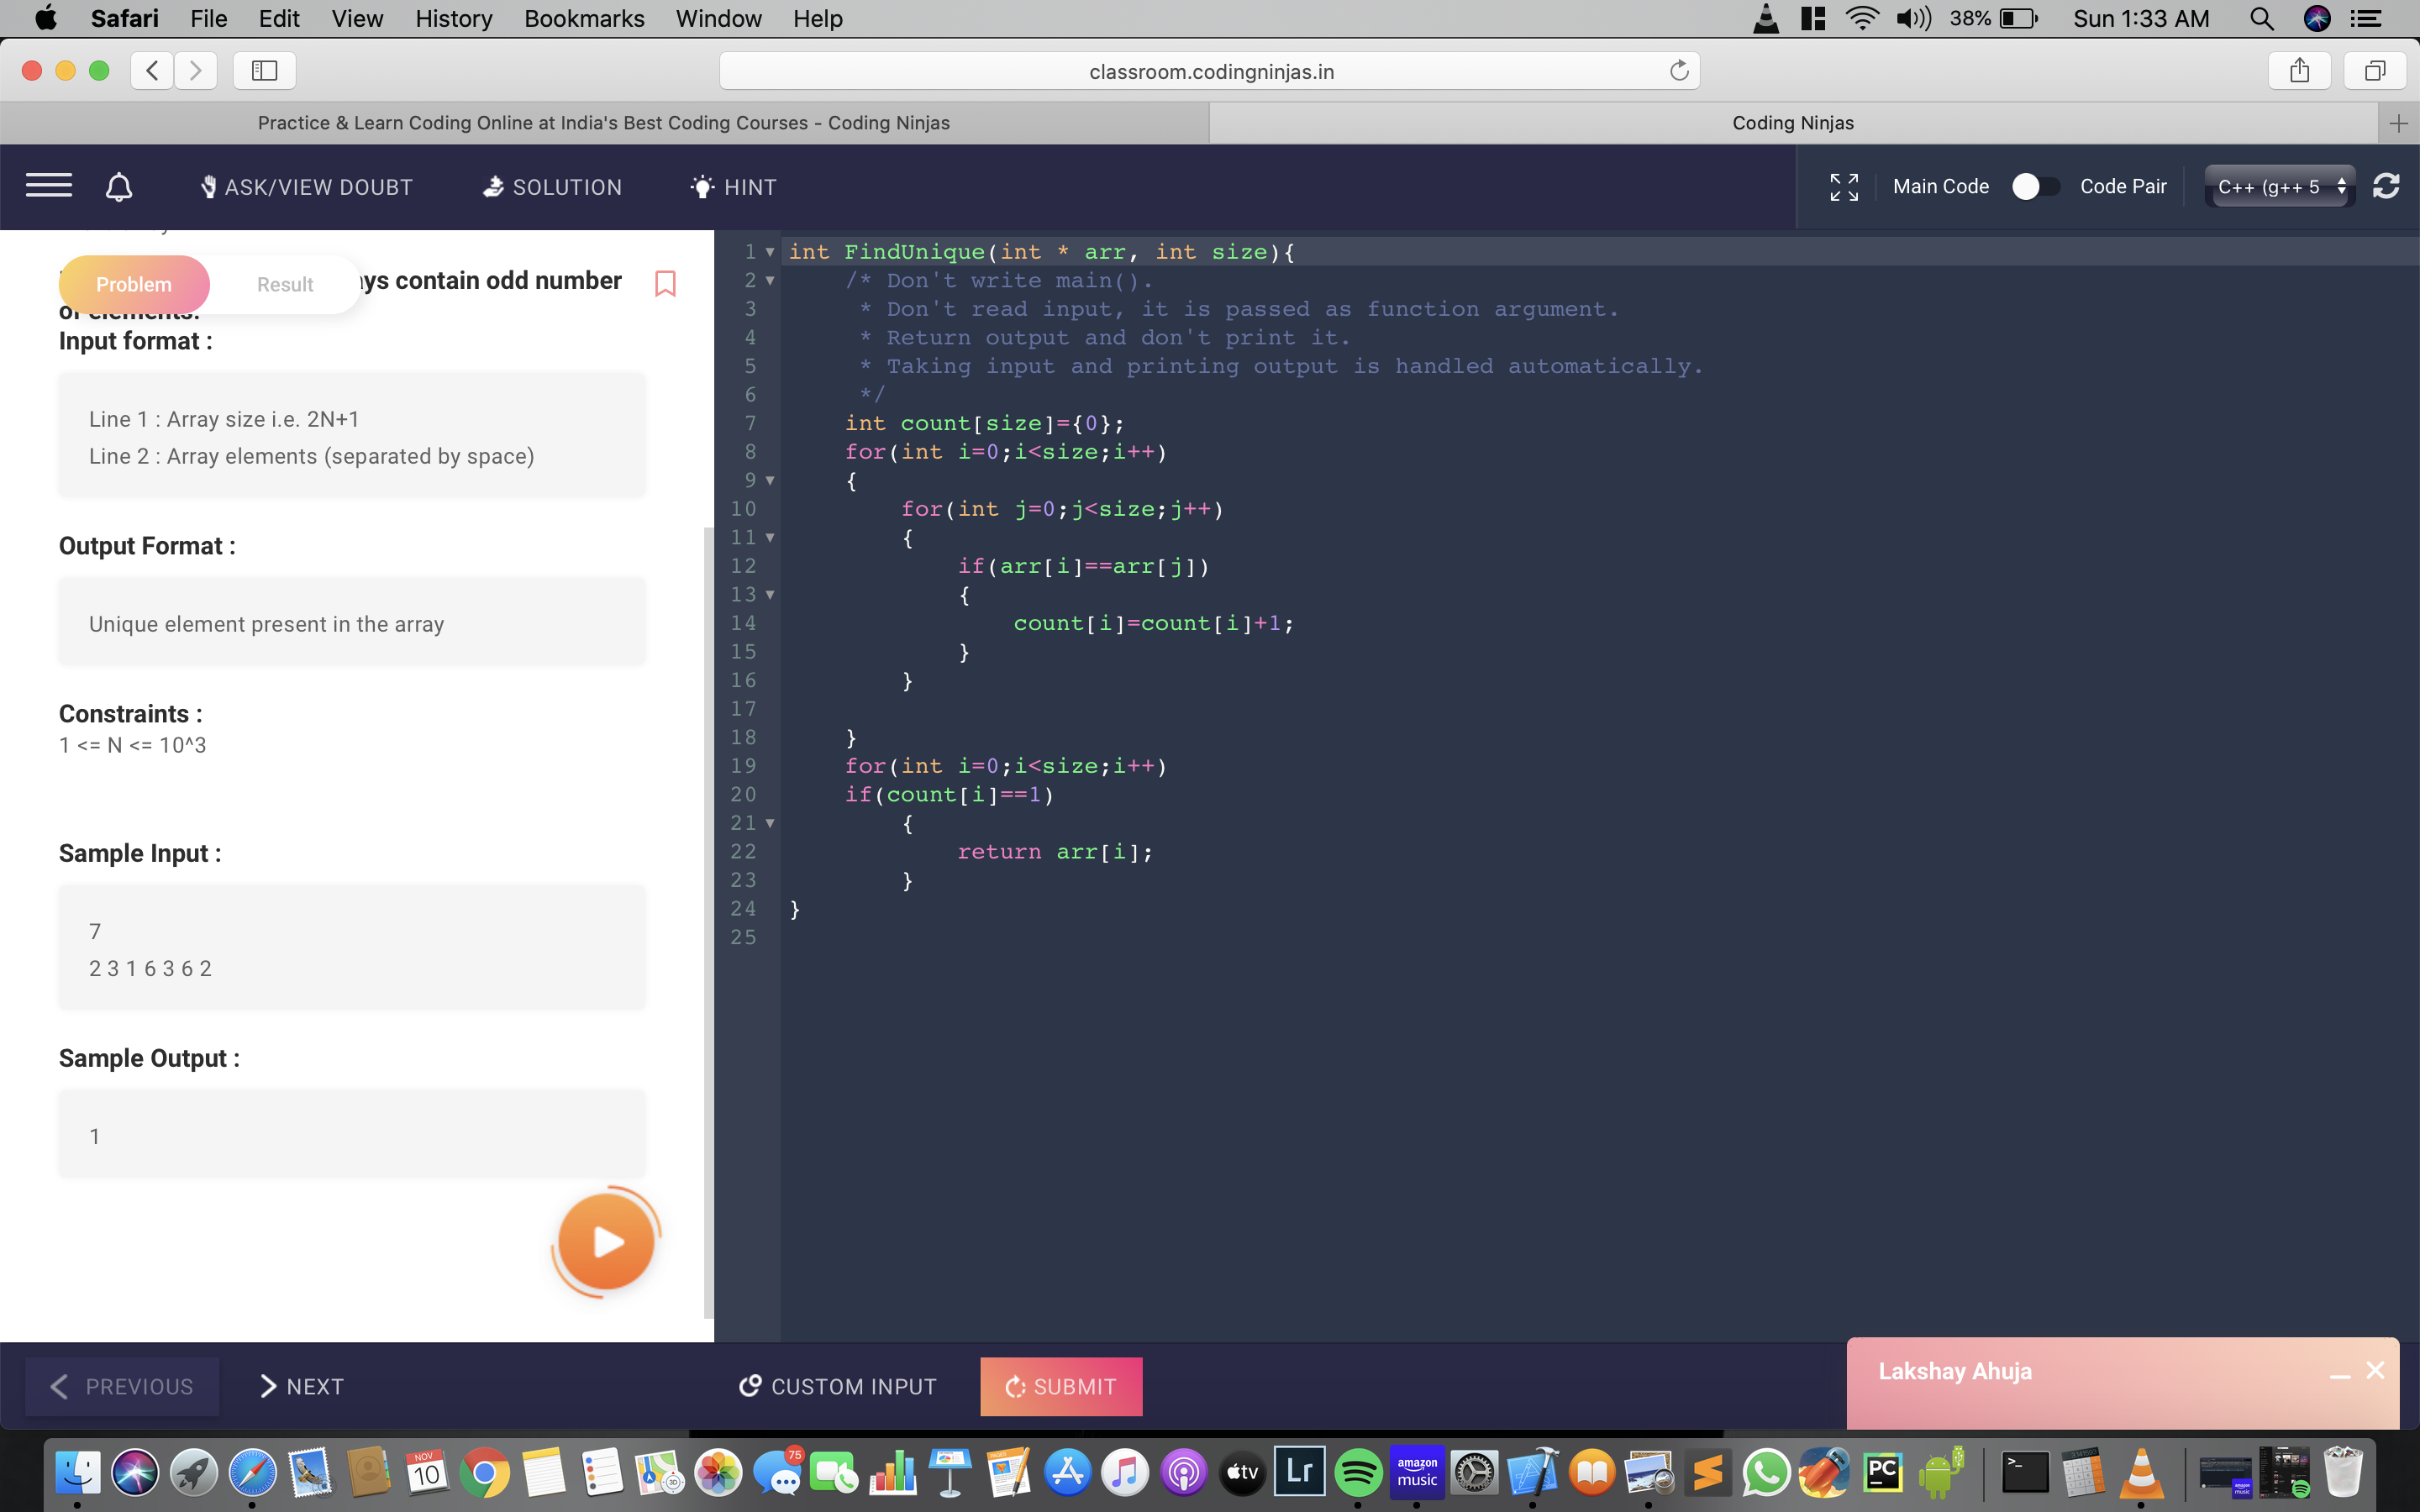 Safari File Edit View History Bookmarks Window Help 38% Sun 1:33 AM
classroom.codingninjas.in
Practice & Learn Coding Online at India's Best Coding Courses - Coding Ninjas
Coding Ninjas
ASK/VIEW DOUBT SOLUTION HINT
Main Code Code Pair C++ (g++ 5
Problem Result ays contain odd number
of elements.
Input format :
Line 1 : Array size i.e. 2N+1
Line 2 : Array elements (separated by space)
Output Format :
Unique element present in the array
Constraints :
1 <= N <= 10^3
Sample Input :
7
2 3 1 6 3 6 2
Sample Output :
1
1 int FindUnique(int * arr, int size){
2 /* Don't write main().
3 * Don't read input, it is passed as function argument.
4 * Return output and don't print it.
5 * Taking input and printing output is handled automatically.
6 */
7 int count[size]={0};
8 for(int i=0;i<size;i++)
9 {
10 for(int j=0;j<size;j++)
11 {
12 if(arr[i]==arr[j])
13 {
14 count[i]=count[i]+1;
15 }
16 }
17
18 }
19 for(int i=0;i<size;i++)
20 if(count[i]==1)
21 {
22 return arr[i];
23 }
24 }
25
PREVIOUS NEXT CUSTOM INPUT SUBMIT
Lakshay Ahuja
NOV
10
75
tv
Lr
amazon
music
PC